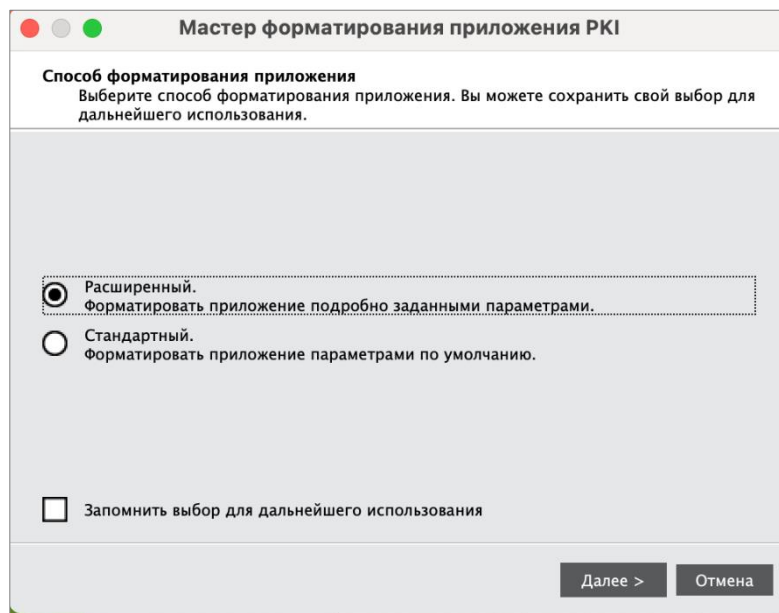 Мастер форматирования приложения PKI
Способ форматирования приложения
Выберите способ форматирования приложения. Вы можете сохранить свой выбор для
дальнейшего использования.
Расширенный.
Форматировать приложение подробно заданными параметрами.
Стандартный.
Форматировать приложение параметрами по умолчанию.
Запомнить выбор для дальнейшего использования
Далее >
Отмена